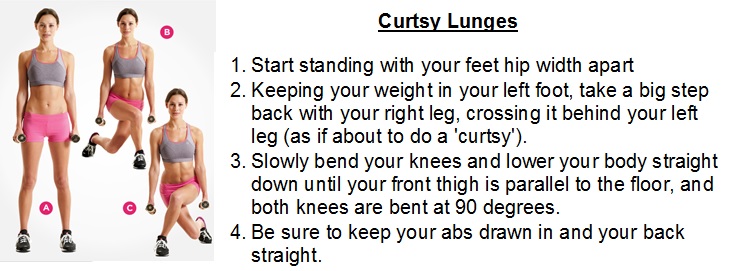 Curtsy Lunges
B
1. Start standing with your feet hip width apart
2. Keeping your weight in your left foot, take a big step
back with your right leg, crossing it behind your left
leg (as if about to do a 'curtsy').
3. Slowly bend your knees and lower your body straight
down until your front thigh is parallel to the floor, and
both knees are bent at 90 degrees.
4. Be sure to keep your abs drawn in and your back
straight.
A
C